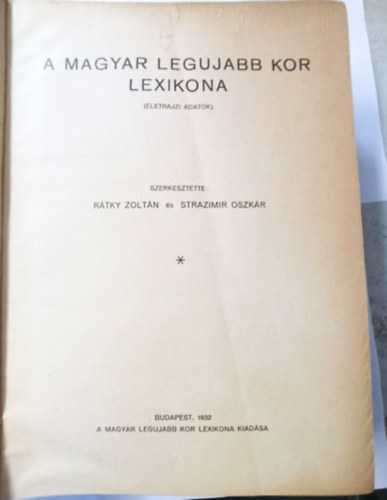 A MAGYAR LEGUJABB KOR
LEXIKONA
(ÉLETRAJZI ADATOK)
SZERKESZTETTE:
RÁTKY ZOLTÁN és STRAZIMIR OSZKÁR
*
BUDAPEST, 1932
A MAGYAR LEGUJABB KOR LEXIKONA KIADÁSA